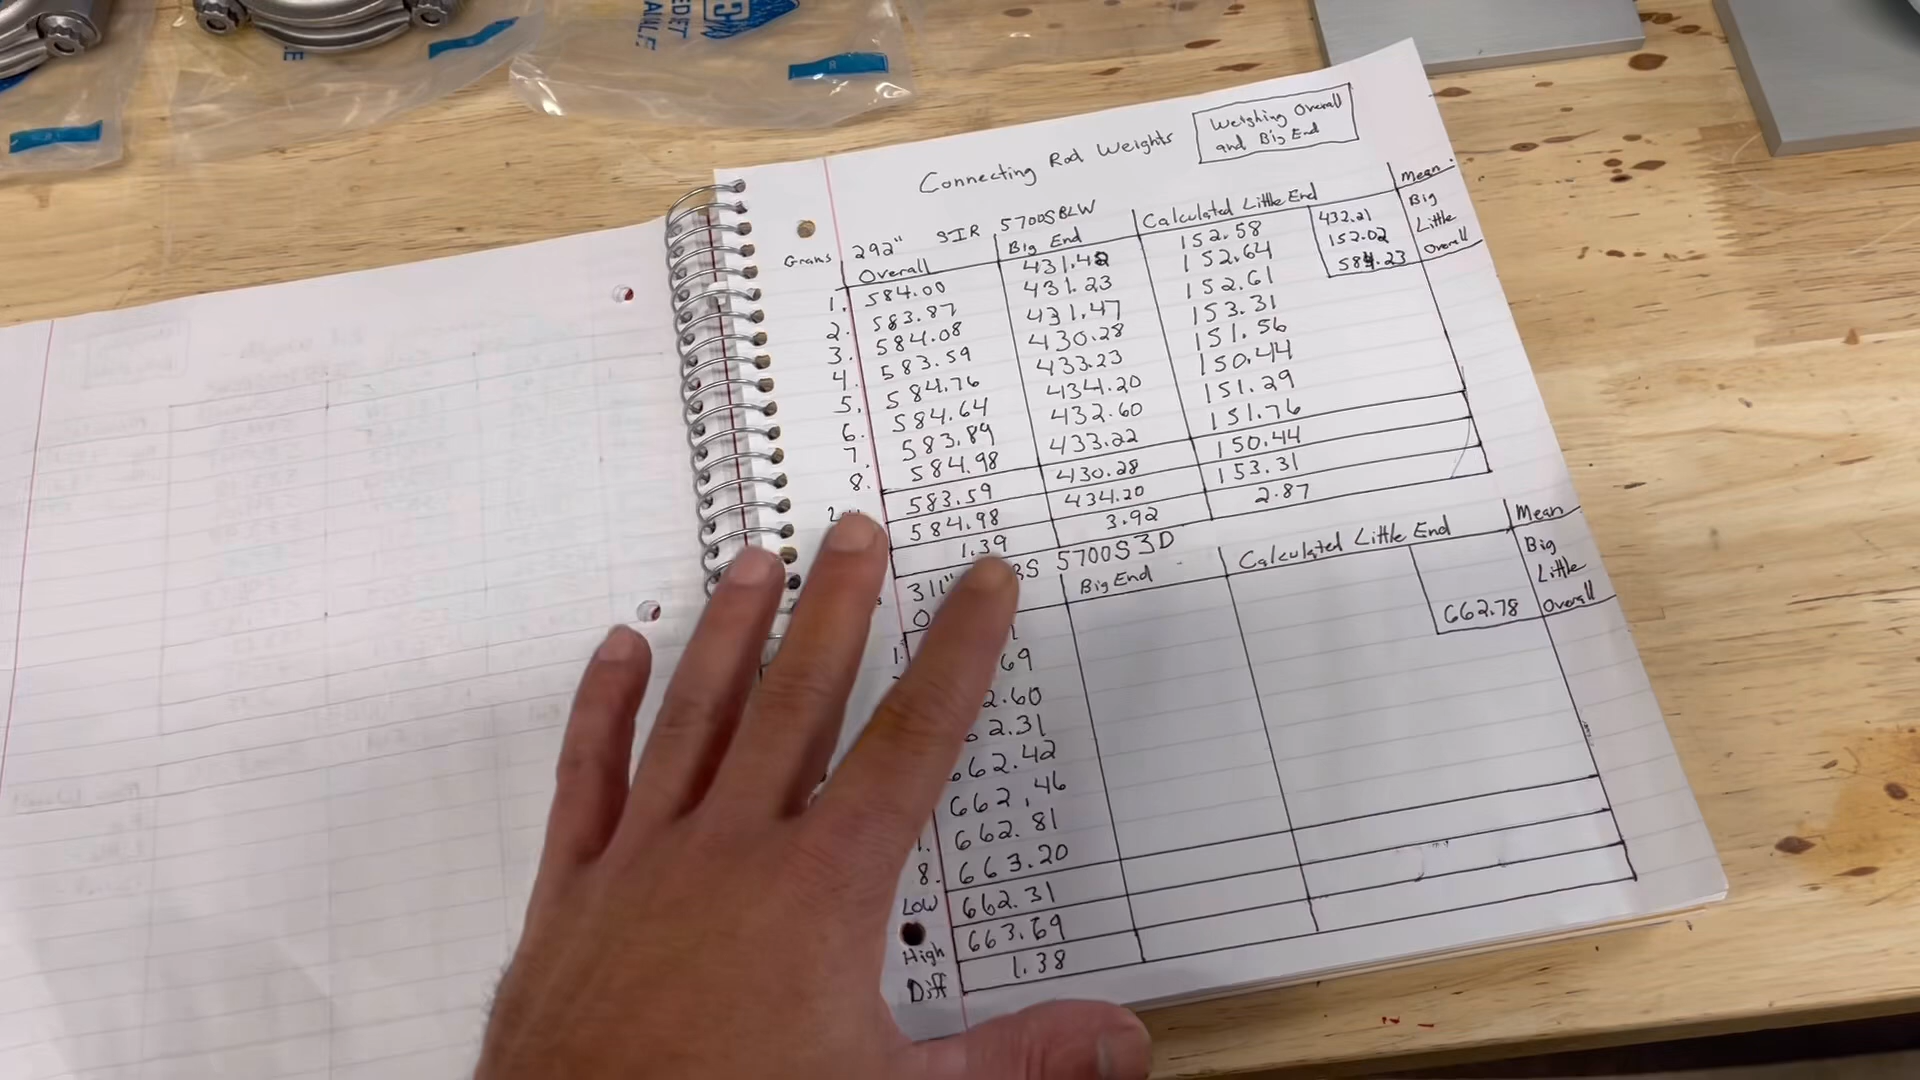 Connecting Rod Weights
Weighing Overall
and Big End
292" SIR 5700SBLW
Grams Overall Big End Calculated Little End Mean
1. 584.00 431.42 152.58 432.21 Big
2. 583.87 431.23 152.64 152.02 Little
3. 584.08 431.47 152.61 584.23 Overall
4. 583.59 430.28 153.31
5. 584.76 433.23 151.56
6. 584.64 434.20 150.44
7. 583.89 432.60 151.29
8. 584.98 433.22 151.76
583.59 430.28 150.44
584.98 434.20 153.31
1.39 3.92 2.87
311" 5700S3D
Big End Calculated Little End Mean
1. Big
69 Little
2.60 662.78 Overall
2.31
662.42
662.46
662.81
8. 663.20
Low 662.31
High 663.69
Diff 1.38